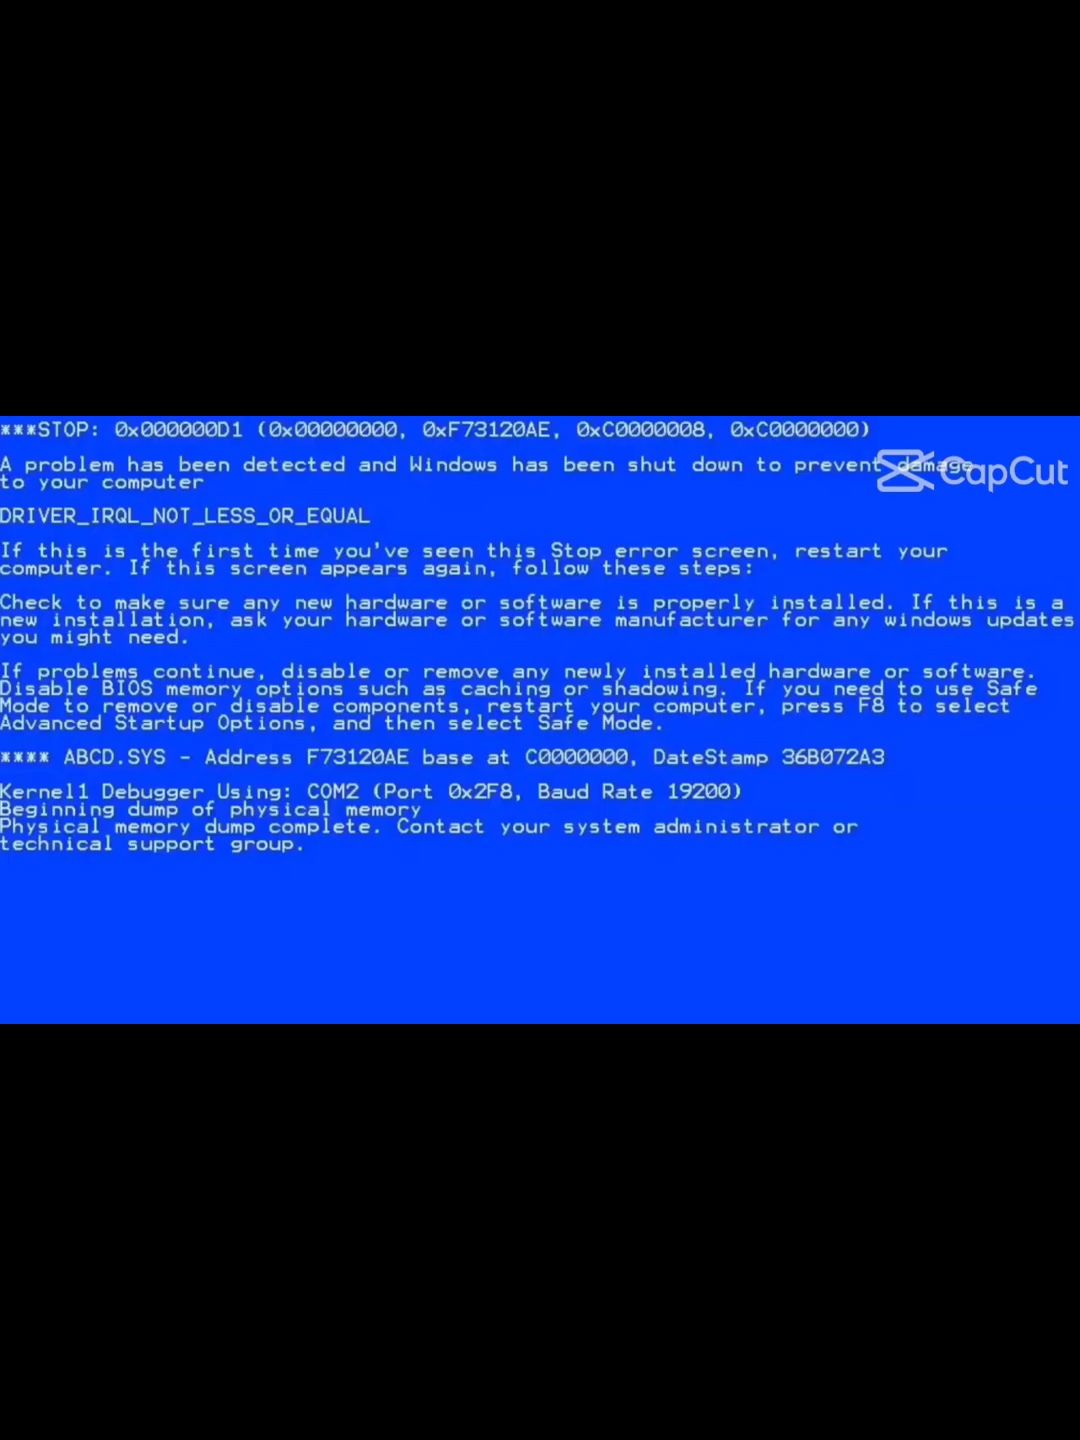 ***STOP: 0x000000D1 (0x00000000, 0xF73120AE, 0xC0000008, 0xC0000000)
A problem has been detected and Windows has been shut down to prevent damage
to your computer
CapCut
DRIVER_IRQL_NOT_LESS_OR_EQUAL
If this is the first time you've seen this Stop error screen, restart your
computer. If this screen appears again, follow these steps:
Check to make sure any new hardware or software is properly installed. If this is a
new installation, ask your hardware or software manufacturer for any windows updates
you might need.
If problems continue, disable or remove any newly installed hardware or software.
Disable BIOS memory options such as caching or shadowing. If you need to use Safe
Mode to remove or disable components, restart your computer, press F8 to select
Advanced Startup Options, and then select Safe Mode.
**** ABCD.SYS - Address F73120AE base at C0000000, DateStamp 36B072A3
Kernel1 Debugger Using: COM2 (Port 0x2F8, Baud Rate 19200)
Beginning dump of physical memory
Physical memory dump complete. Contact your system administrator or
technical support group.